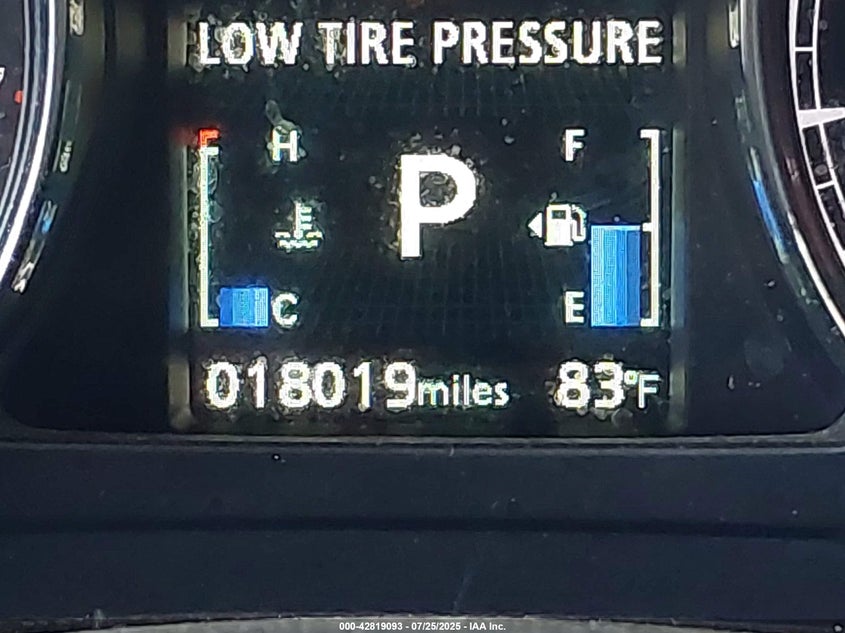 LOW TIRE PRESSURE
H P F
C E
018019miles 83°F
000-42819093 - 07/25/2025 - IAA Inc.